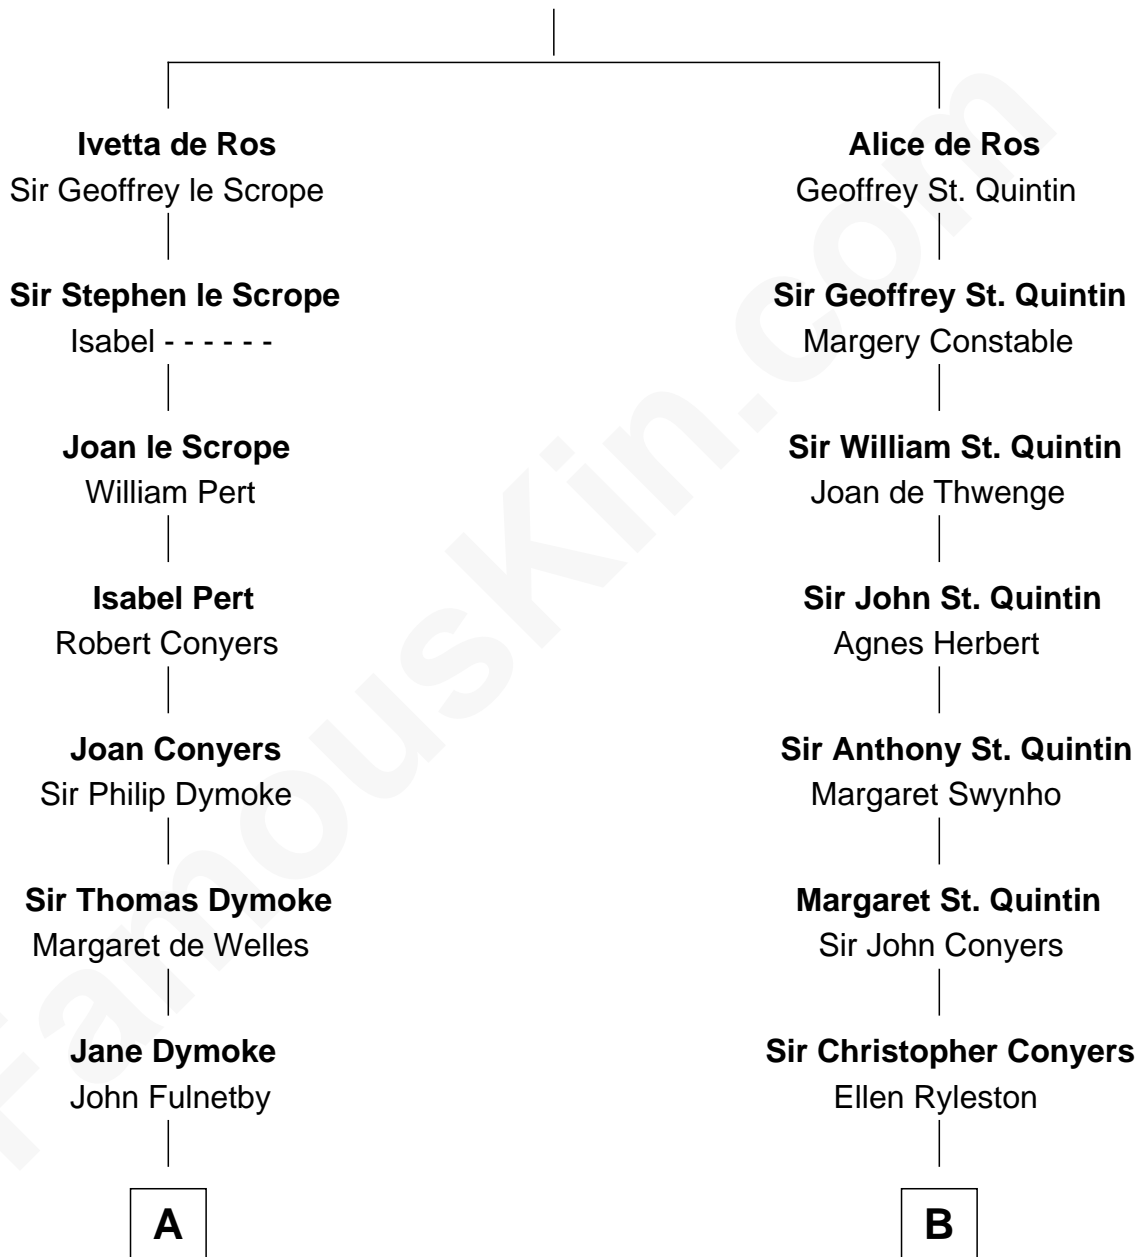 Ivetta de Ros
Sir Geoffrey le Scrope
Alice de Ros
Geoffrey St. Quintin
Sir Stephen le Scrope
Isabel - - - - - -
Sir Geoffrey St. Quintin
Margery Constable
Joan le Scrope
William Pert
Sir William St. Quintin
Joan de Thwenge
Isabel Pert
Robert Conyers
Sir John St. Quintin
Agnes Herbert
Joan Conyers
Sir Philip Dymoke
Sir Anthony St. Quintin
Margaret Swynho
Sir Thomas Dymoke
Margaret de Welles
Margaret St. Quintin
Sir John Conyers
Jane Dymoke
John Fulnetby
Sir Christopher Conyers
Ellen Ryleston
A
B
FamousKin.com